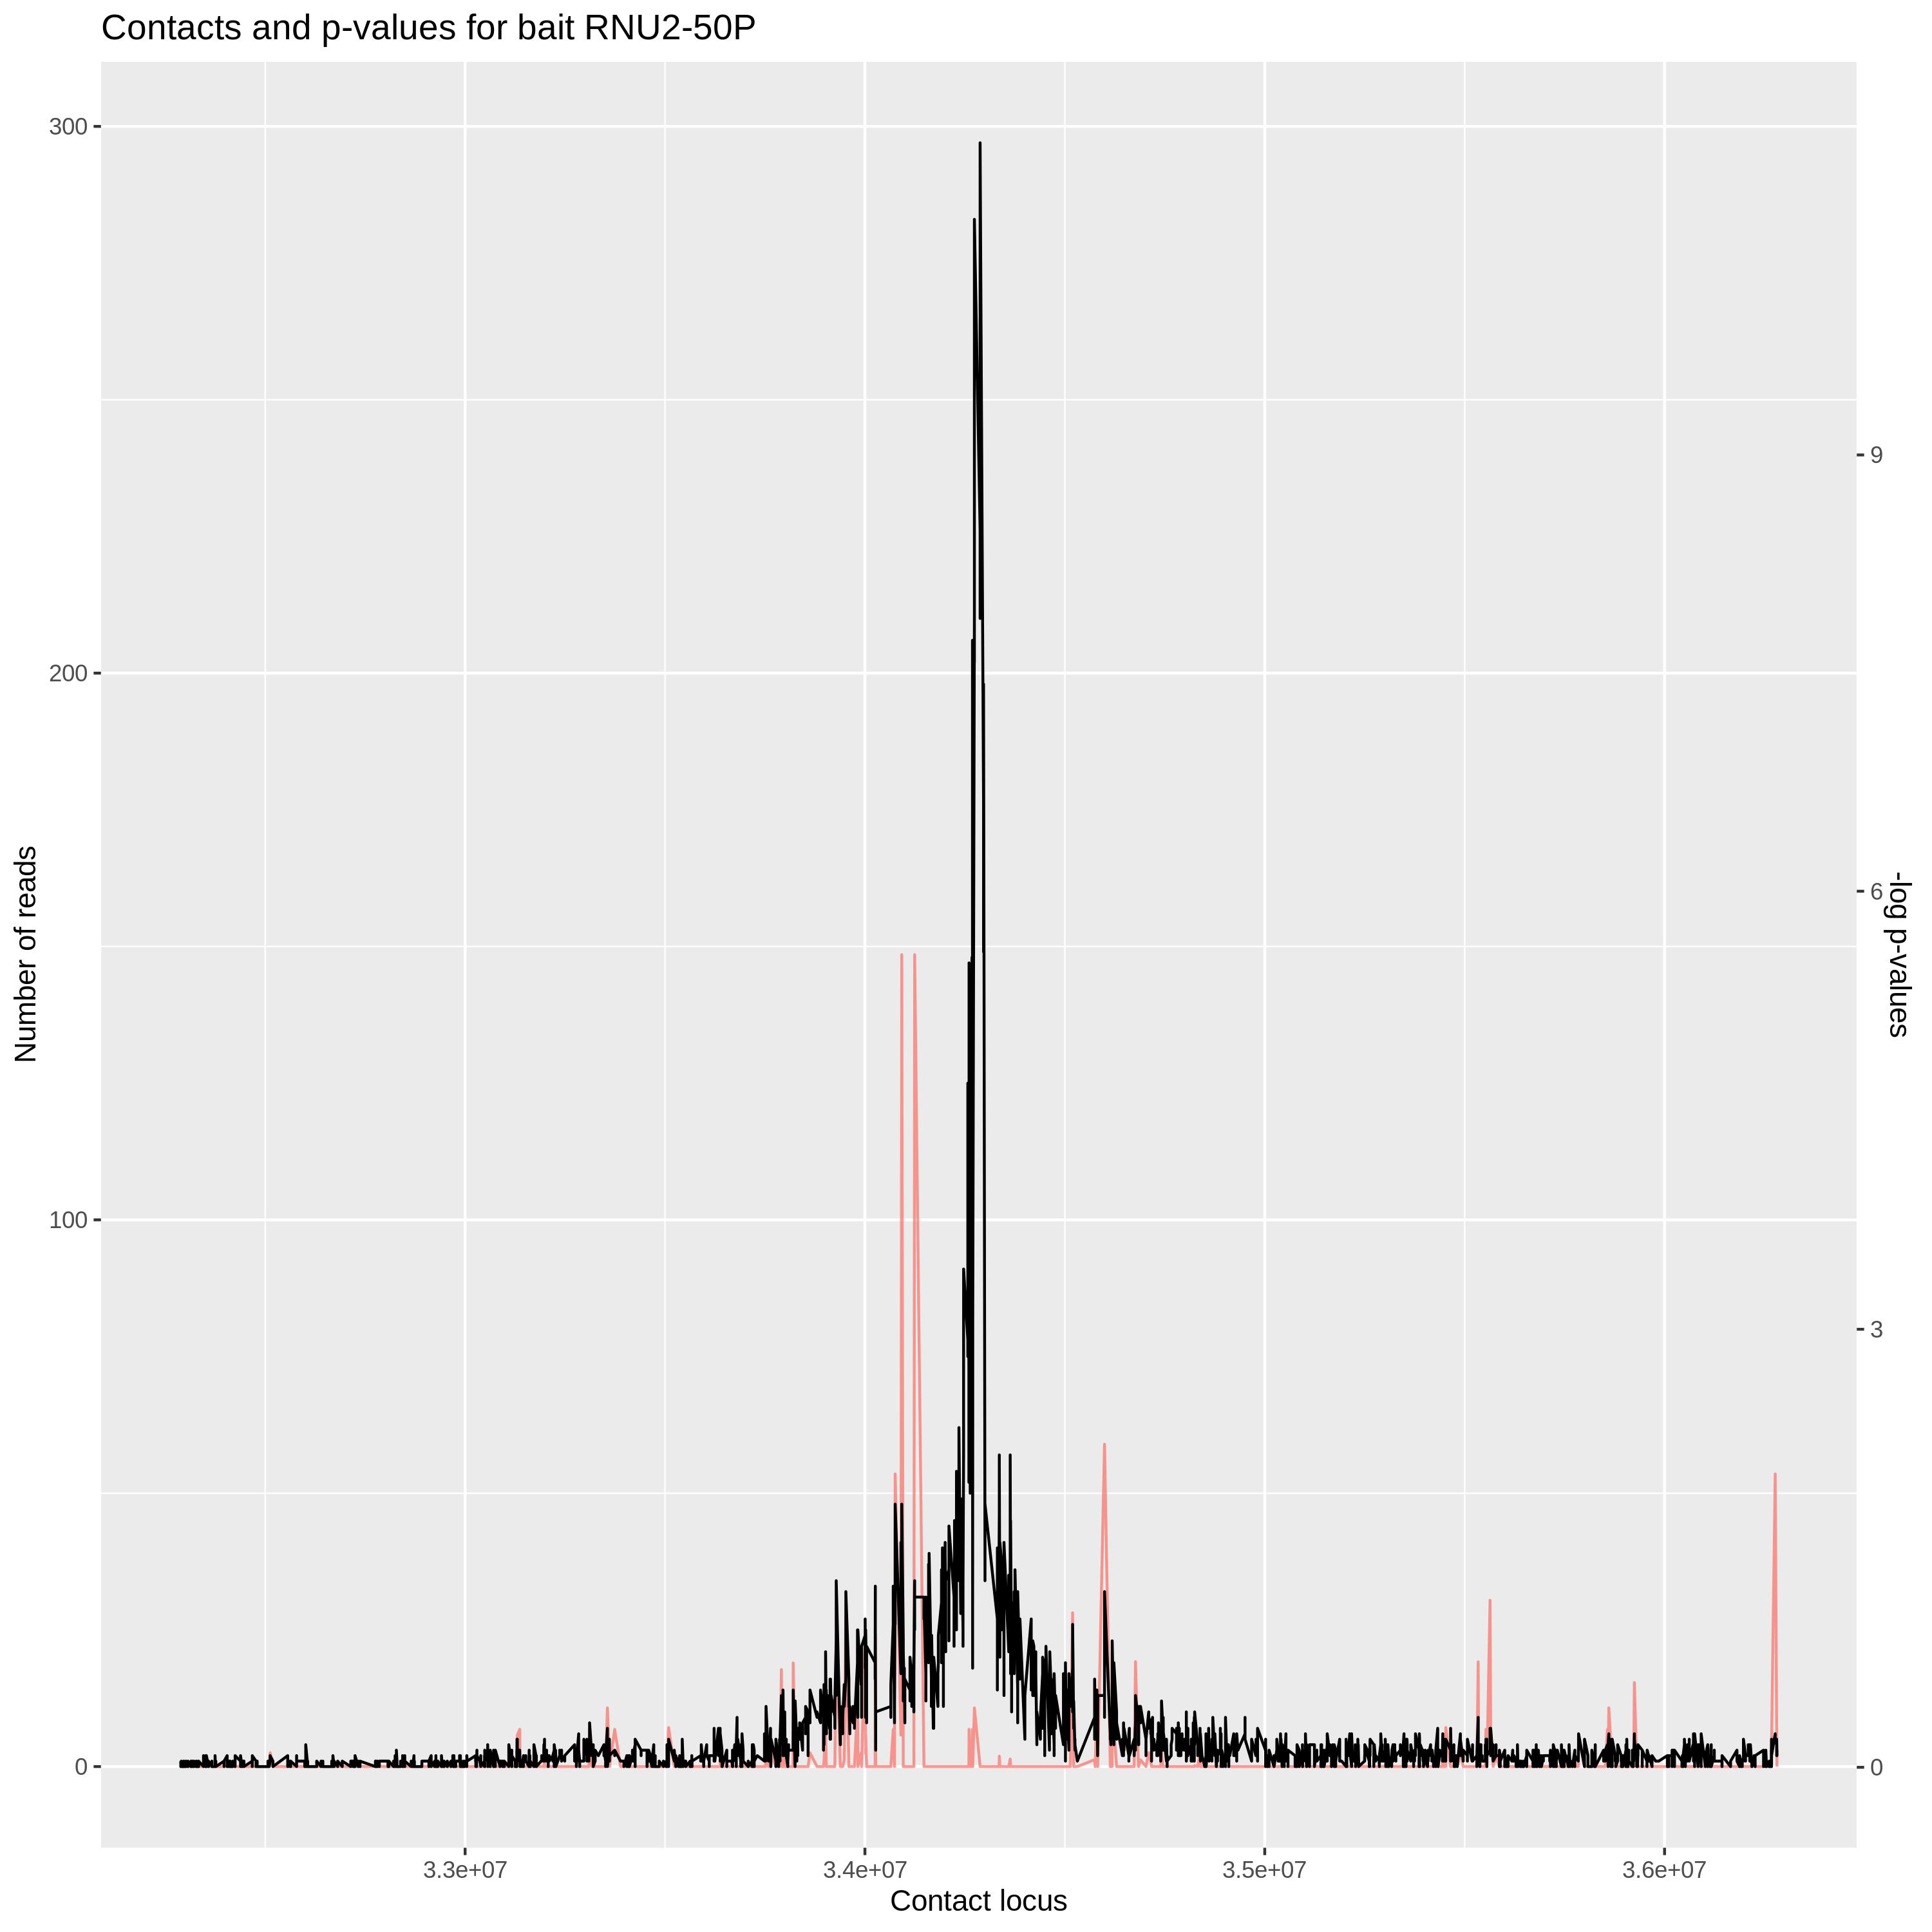 Contacts and p-values for bait RNU2-50P
300
200
100
0
Number of reads
9
6
3
0
-log p-values
3.3e+07
3.4e+07
3.5e+07
3.6e+07
Contact locus